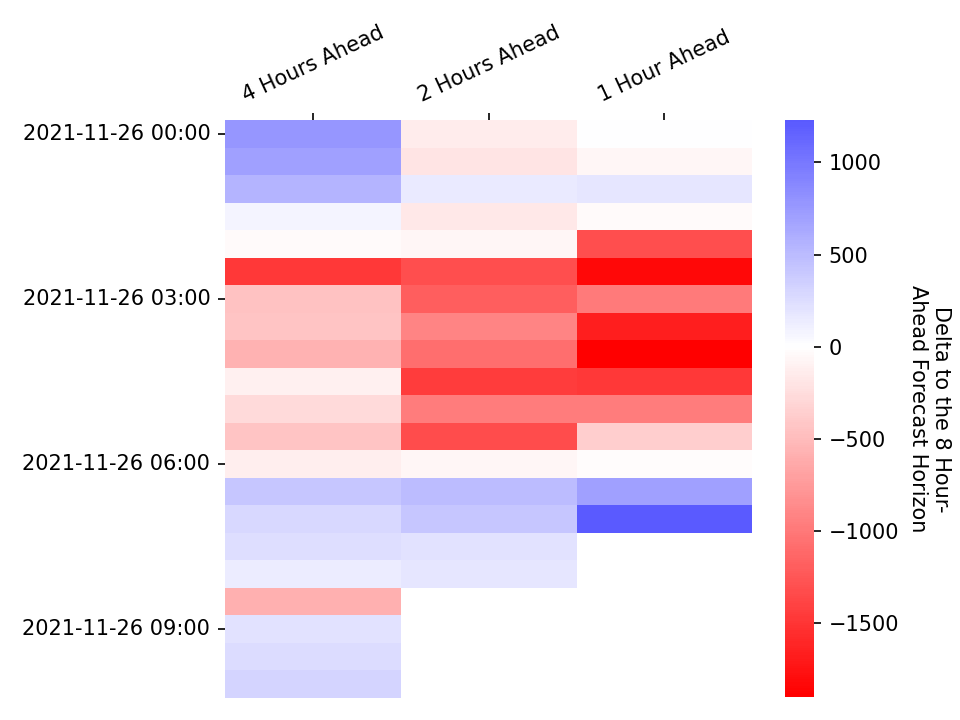 4 Hours Ahead
2 Hours Ahead
1 Hour Ahead
2021-11-26 00:00
2021-11-26 03:00
2021-11-26 06:00
2021-11-26 09:00
1000
500
0
−500
−1000
−1500
Delta to the 8 Hour-
Ahead Forecast Horizon